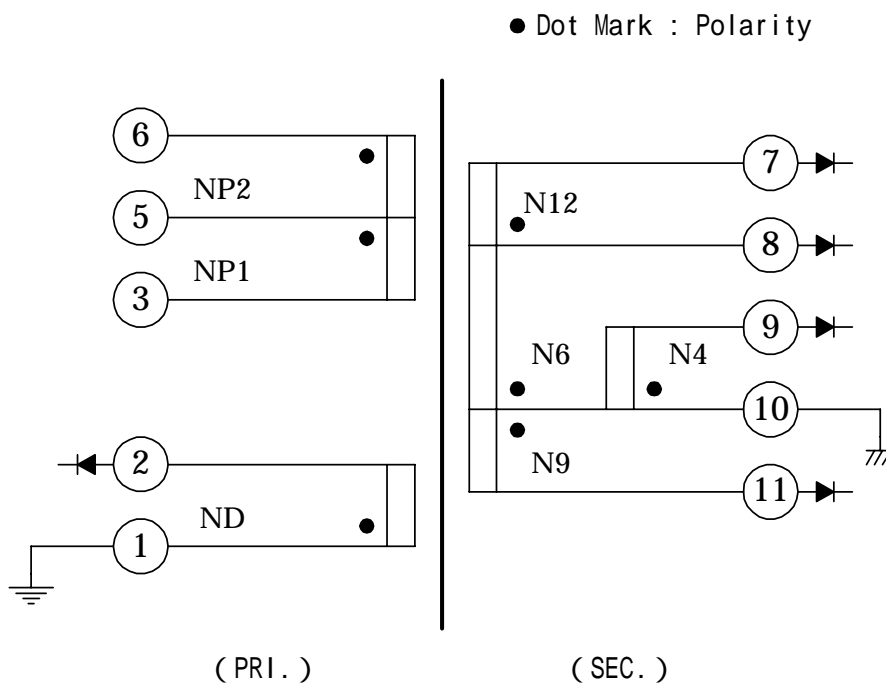 Dot Mark : Polarity
6
NP2
5
NP1
3
2
ND
1
7
N12
8
9
N6
N4
10
N9
11
(PRI.)
(SEC.)